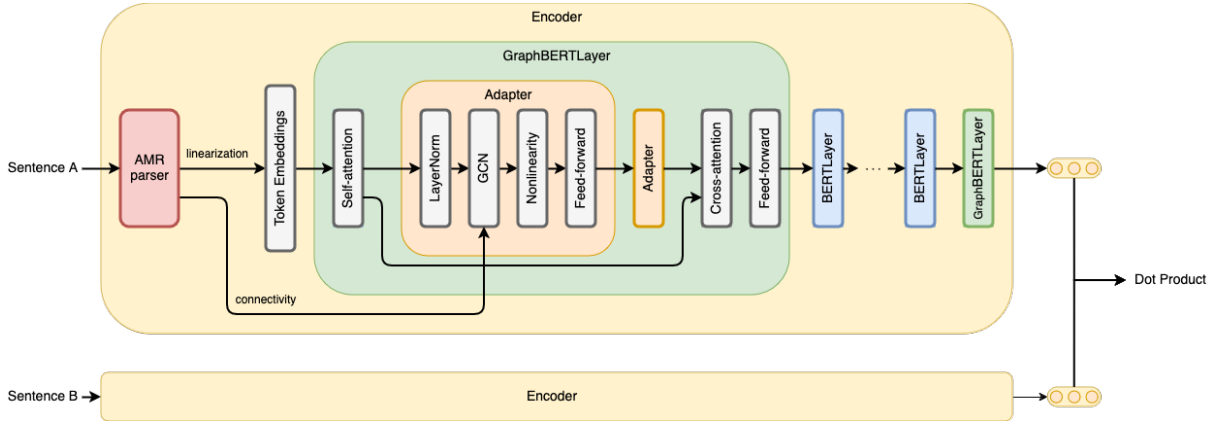 Encoder
GraphBERTLayer
Adapter
Sentence A
AMR
parser
linearization
connectivity
Token Embeddings
Self-attention
LayerNorm
GCN
Nonlinearity
Feed-forward
Adapter
Cross-attention
Feed-forward
BERTLayer
...
BERTLayer
GraphBERTLayer
Dot Product
Sentence B
Encoder